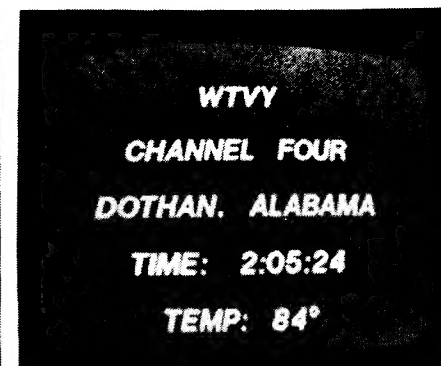 WTVY
CHANNEL FOUR
DOTHAN. ALABAMA
TIME: 2:05:24
TEMP: 84°